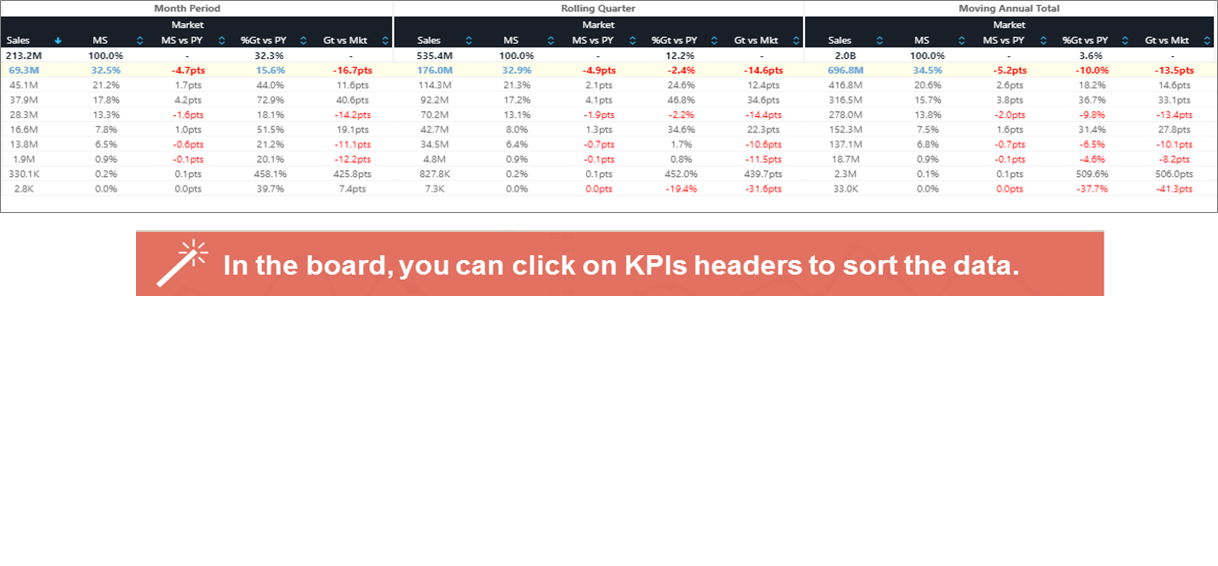 Month Period Rolling Quarter Moving Annual Total
Market Market Market
Sales MS MS vs PY %Gt vs PY Gt vs Mkt Sales MS MS vs PY %Gt vs PY Gt vs Mkt Sales MS MS vs PY %Gt vs PY Gt vs Mkt
213.2M 100.0% - 32.3% - 535.4M 100.0% - 12.2% - 2.0B 100.0% - 3.6% -
69.3M 32.5% -4.7pts 15.6% -16.7pts 176.0M 32.9% -4.9pts -2.4% -14.6pts 696.8M 34.5% -5.2pts -10.0% -13.5pts
45.1M 21.2% 1.7pts 44.0% 11.6pts 114.3M 21.3% 2.1pts 24.6% 12.4pts 416.8M 20.6% 2.6pts 18.2% 14.6pts
37.9M 17.8% 4.2pts 72.9% 40.6pts 92.2M 17.2% 4.1pts 46.8% 34.6pts 316.5M 15.7% 3.8pts 36.7% 33.1pts
28.3M 13.3% -1.6pts 18.1% -14.2pts 70.2M 13.1% -1.9pts -2.2% -14.4pts 278.0M 13.8% -2.0pts -9.8% -13.4pts
16.6M 7.8% 1.0pts 51.5% 19.1pts 42.7M 8.0% 1.3pts 34.6% 22.3pts 152.3M 7.5% 1.6pts 31.4% 27.8pts
13.8M 6.5% -0.6pts 21.2% -11.1pts 34.5M 6.4% -0.7pts 1.7% -10.6pts 137.1M 6.8% -0.7pts -6.5% -10.1pts
1.9M 0.9% -0.1pts 20.1% -12.2pts 4.8M 0.9% -0.1pts 0.8% -11.5pts 18.7M 0.9% -0.1pts -4.6% -8.2pts
330.1K 0.2% 0.1pts 458.1% 425.8pts 827.8K 0.2% 0.1pts 452.0% 439.7pts 2.3M 0.1% 0.1pts 509.6% 506.0pts
2.8K 0.0% 0.0pts 39.7% 7.4pts 7.3K 0.0% 0.0pts -19.4% -31.6pts 33.0K 0.0% 0.0pts -37.7% -41.3pts
In the board, you can click on KPIs headers to sort the data.